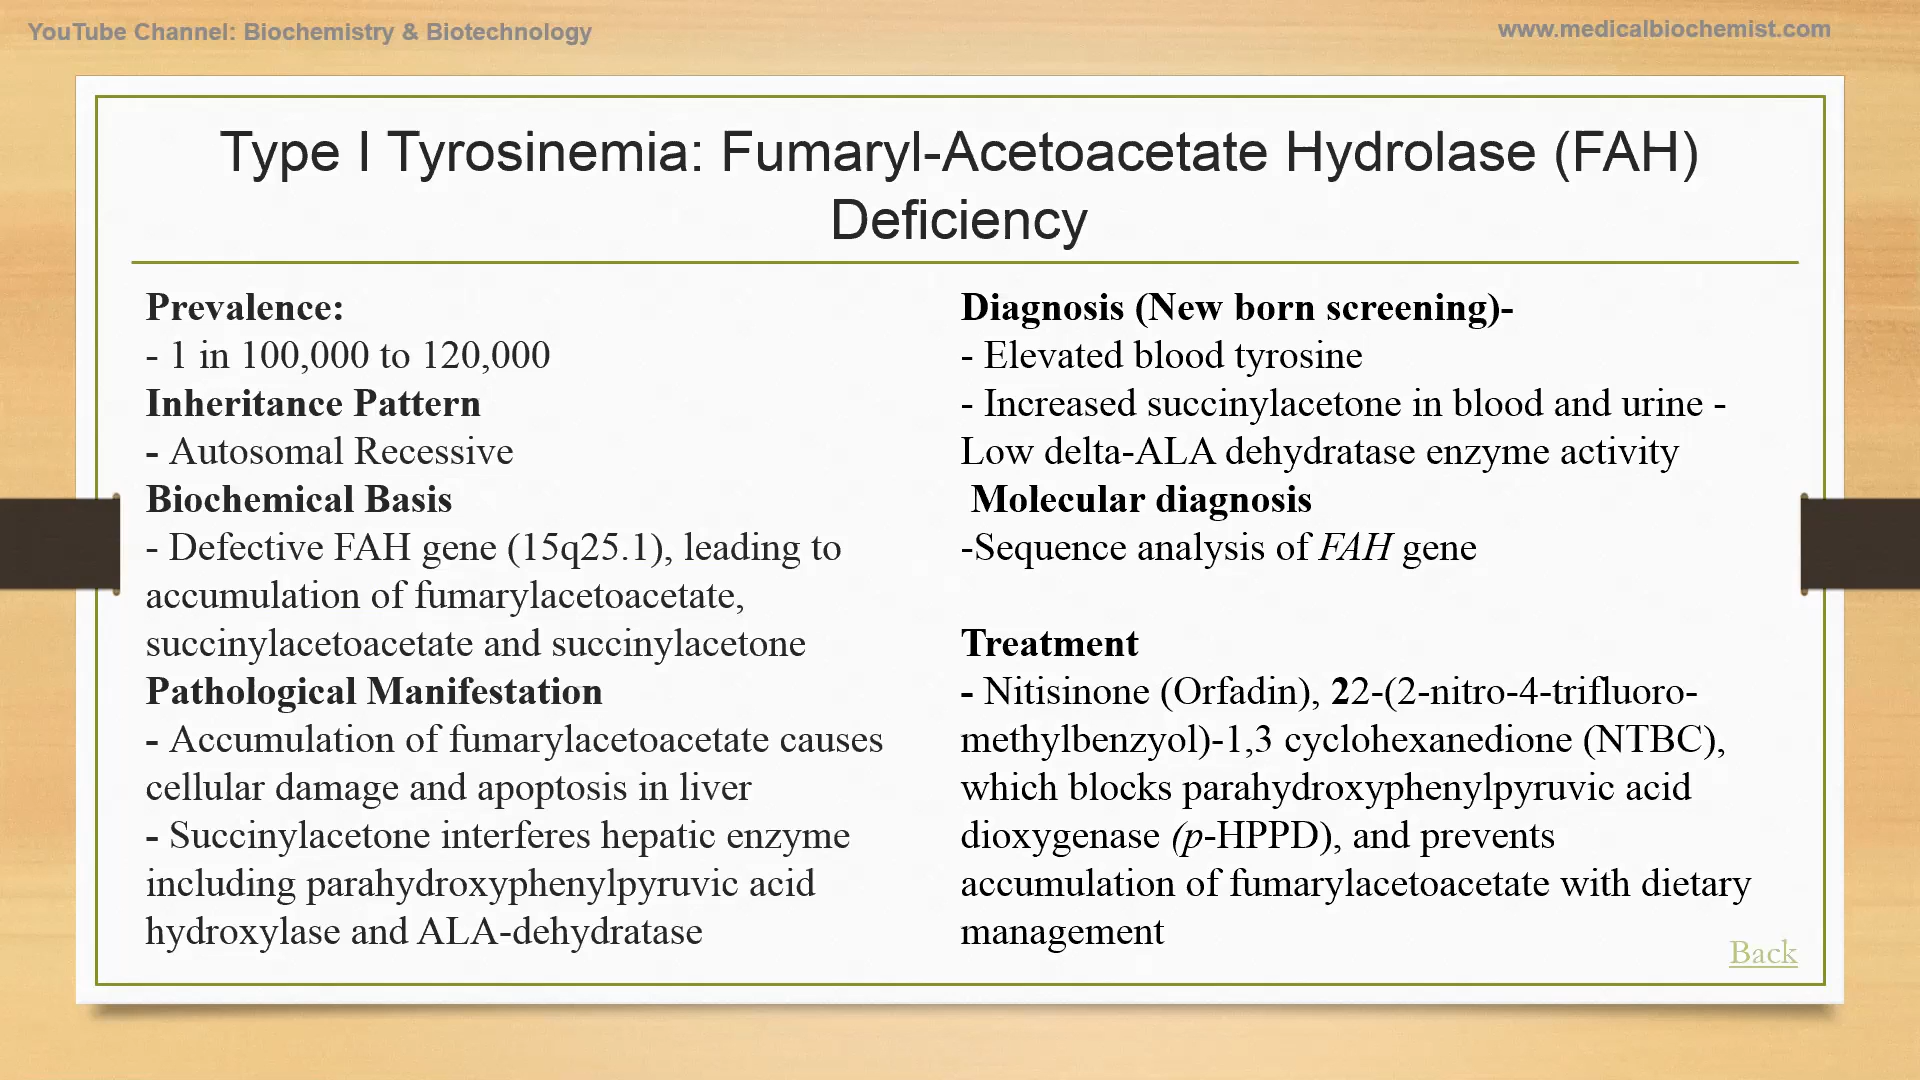 YouTube Channel: Biochemistry & Biotechnology
www.medicalbiochemist.com
Type I Tyrosinemia: Fumaryl-Acetoacetate Hydrolase (FAH)
Deficiency
Prevalence:
- 1 in 100,000 to 120,000
Inheritance Pattern
- Autosomal Recessive
Biochemical Basis
- Defective FAH gene (15q25.1), leading to
accumulation of fumarylacetoacetate,
succinylacetoacetate and succinylacetone
Pathological Manifestation
- Accumulation of fumarylacetoacetate causes
cellular damage and apoptosis in liver
- Succinylacetone interferes hepatic enzyme
including parahydroxyphenylpyruvic acid
hydroxylase and ALA-dehydratase
Diagnosis (New born screening)-
- Elevated blood tyrosine
- Increased succinylacetone in blood and urine -
Low delta-ALA dehydratase enzyme activity
Molecular diagnosis
-Sequence analysis of FAH gene
Treatment
- Nitisinone (Orfadin), 22-(2-nitro-4-trifluoro-
methylbenzyol)-1,3 cyclohexanedione (NTBC),
which blocks parahydroxyphenylpyruvic acid
dioxygenase (p-HPPD), and prevents
accumulation of fumarylacetoacetate with dietary
management
Back